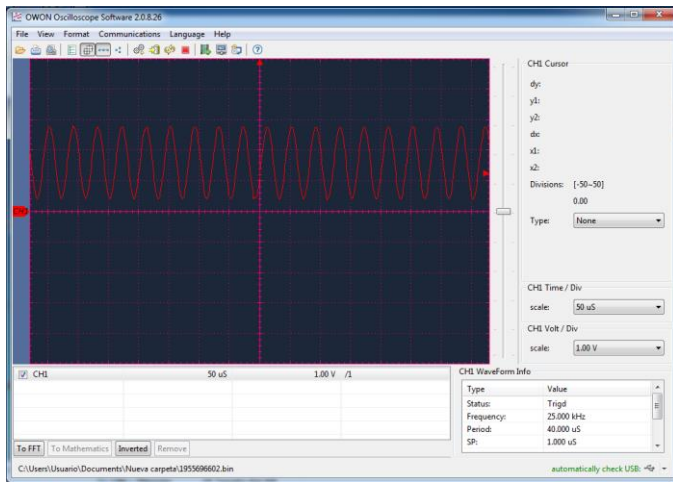 OWON Oscilloscope Software 2.0.8.26
File View Format Communications Language Help
CH1 Cursor
dy:
y1:
y2:
dx:
x1:
x2:
Divisions: [-50~50]
0.00
Type: None
CH1
CH1 Time / Div
scale: 50 uS
CH1 Volt / Div
scale: 1.00 V
CH1 50 uS 1.00 V /1
CH1 WaveForm Info
Type Value
Status: Trigd
Frequency: 25.000 kHz
Period: 40.000 uS
SP: 1.000 uS
To FFT To Mathematics Inverted Remove
C:\Users\Usuario\Documents\Nueva carpeta\1955696602.bin
automatically check USB: